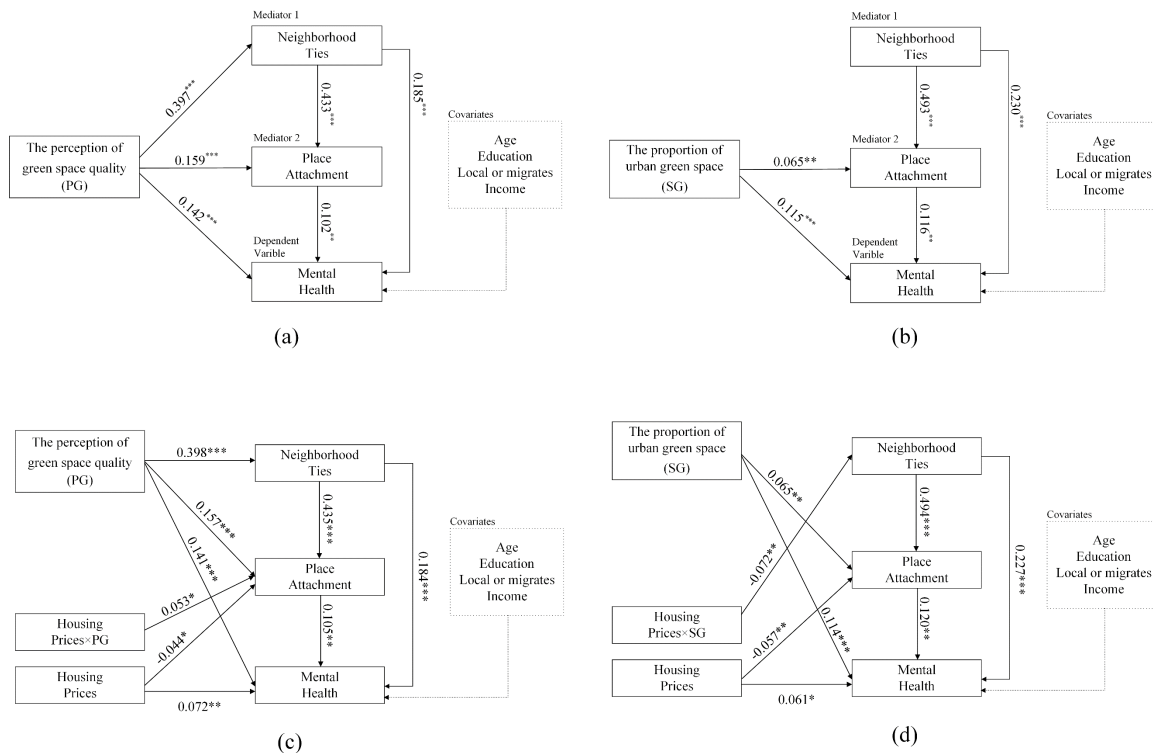 Mediator 1
Neighborhood
Ties
0.397***
0.433***
0.185***
The perception of
green space quality
(PG)
0.159***
Mediator 2
Place
Attachment
0.142***
0.102**
Dependent
Varible
Mental
Health
Covariates
Age
Education
Local or migrates
Income
(a)
Mediator 1
Neighborhood
Ties
0.493***
0.230***
The proportion of
urban green space
(SG)
0.065**
Mediator 2
Place
Attachment
0.115***
0.116**
Dependent
Varible
Mental
Health
Covariates
Age
Education
Local or migrates
Income
(b)
The perception of
green space quality
(PG)
0.398***
Neighborhood
Ties
0.157***
0.141***
0.435***
0.184***
Place
Attachment
0.053*
Housing
Prices×PG
-0.044*
0.105**
Housing
Prices
0.072**
Mental
Health
Covariates
Age
Education
Local or migrates
Income
(c)
The proportion of
urban green space
(SG)
Neighborhood
Ties
0.065**
0.494***
0.227***
-0.072**
Place
Attachment
Housing
Prices×SG
-0.057**
0.114***
0.120**
Housing
Prices
0.061*
Mental
Health
Covariates
Age
Education
Local or migrates
Income
(d)